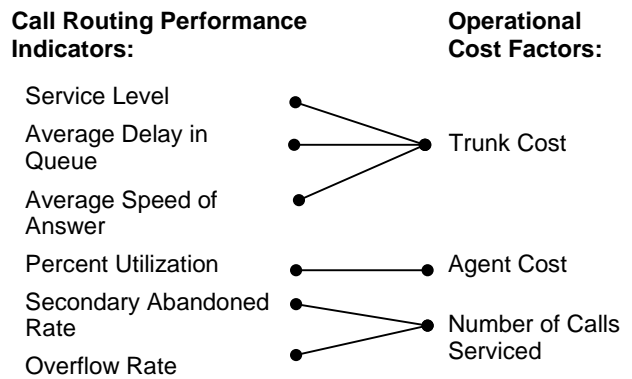 Call Routing Performance
Indicators:
Operational
Cost Factors:
Service Level
Average Delay in
Queue
Trunk Cost
Average Speed of
Answer
Percent Utilization
Agent Cost
Secondary Abandoned
Rate
Number of Calls
Serviced
Overflow Rate